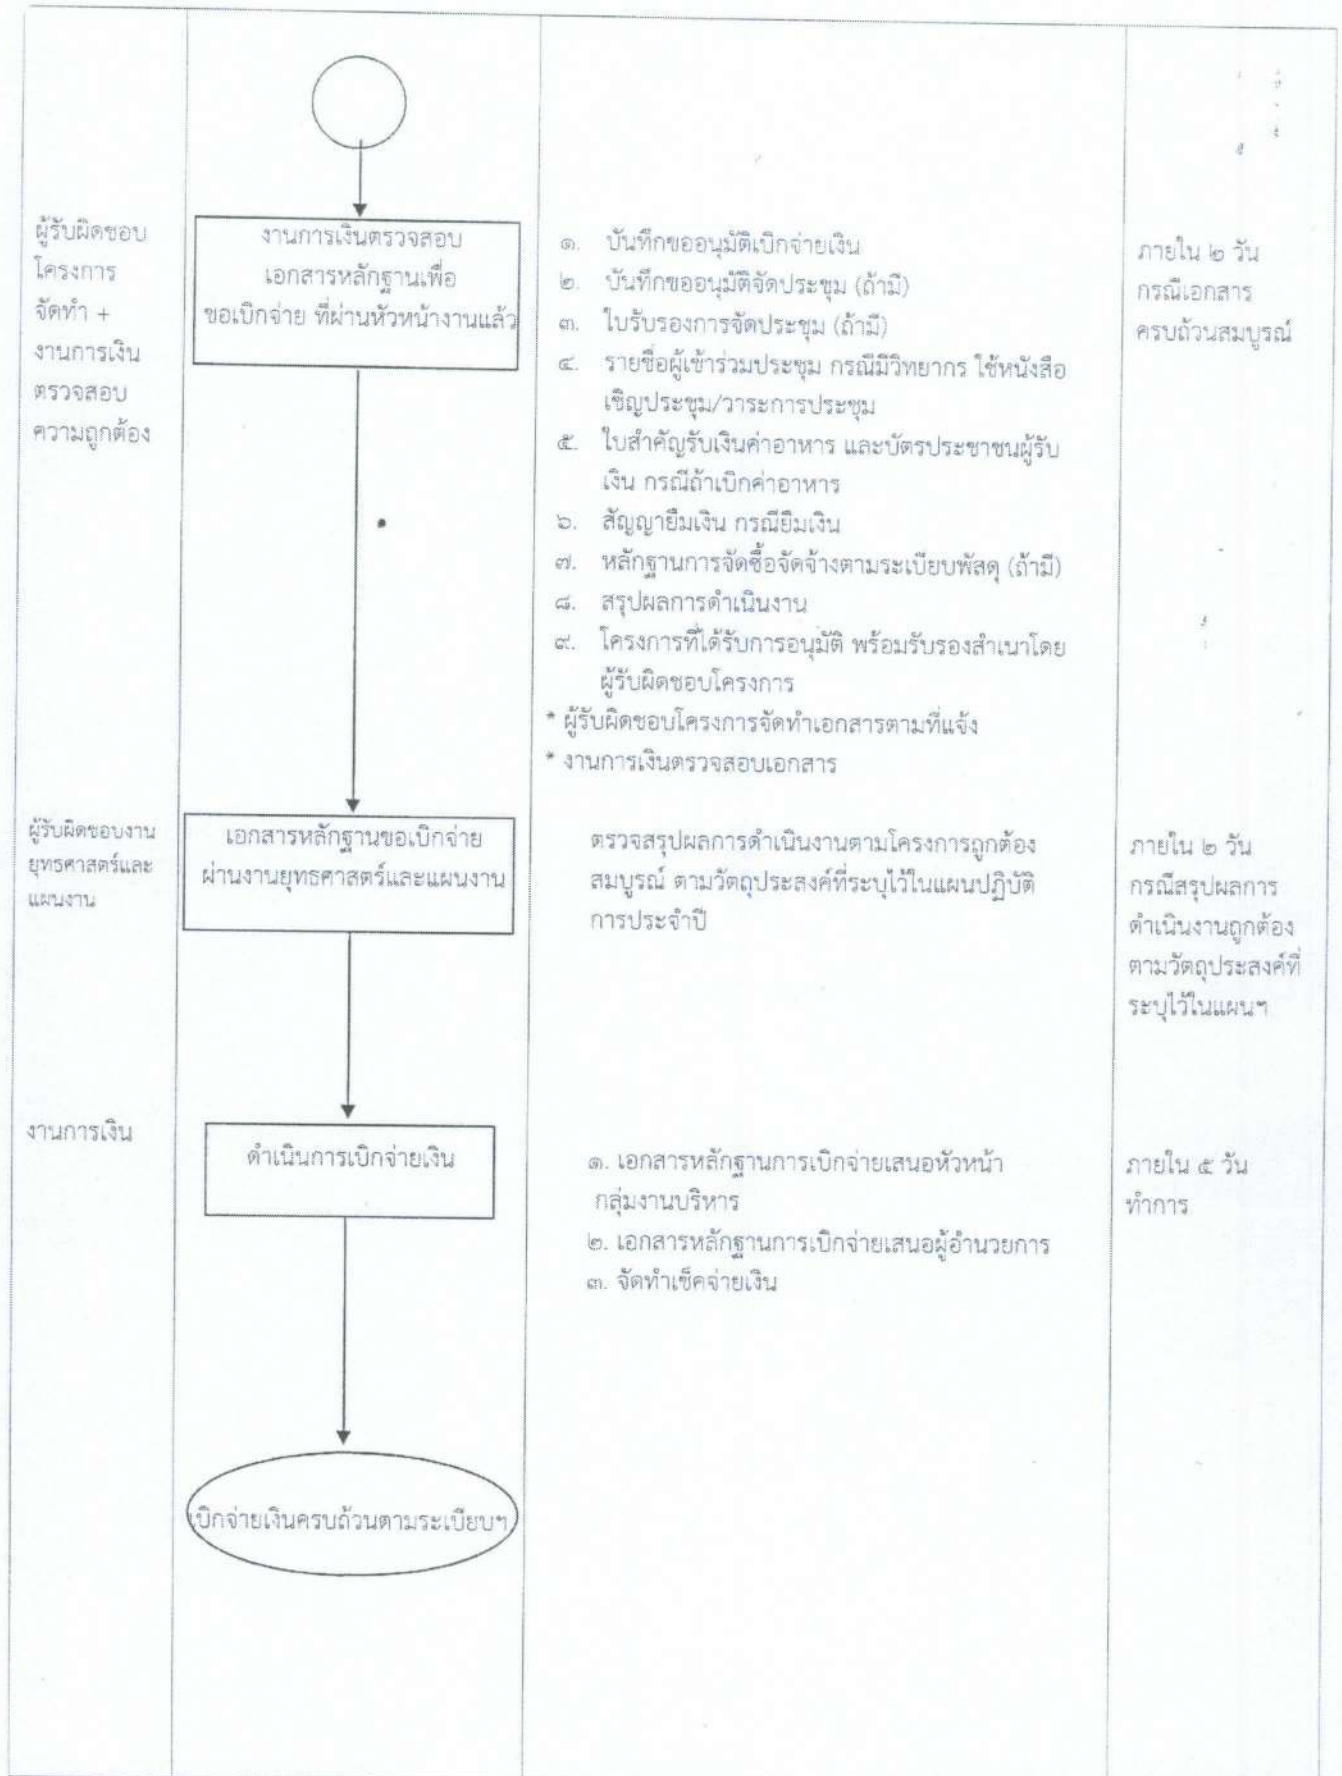 ผู้รับผิดชอบ
โครงการ
จัดทำ +
งานการเงิน
ตรวจสอบ
ความถูกต้อง
งานการเงินตรวจสอบ
เอกสารหลักฐานเพื่อ
ขอเบิกจ่าย ที่ผ่านหัวหน้างานแล้ว
๑. บันทึกขออนุมัติเบิกจ่ายเงิน
๒. บันทึกขออนุมัติจัดประชุม (ถ้ามี)
๓. ใบรับรองการจัดประชุม (ถ้ามี)
๔. รายชื่อผู้เข้าร่วมประชุม กรณีมีวิทยากร ใช้หนังสือ
เชิญประชุม/วาระการประชุม
๕. ใบสำคัญรับเงินค่าอาหาร และบัตรประชาชนผู้รับ
เงิน กรณีถ้าเบิกค่าอาหาร
๖. สัญญายืมเงิน กรณียืมเงิน
๗. หลักฐานการจัดซื้อจัดจ้างตามระเบียบพัสดุ (ถ้ามี)
๘. สรุปผลการดำเนินงาน
๙. โครงการที่ได้รับการอนุมัติ พร้อมรับรองสำเนาโดย
ผู้รับผิดชอบโครงการ
* ผู้รับผิดชอบโครงการจัดทำเอกสารตามที่แจ้ง
* งานการเงินตรวจสอบเอกสาร
ภายใน ๒ วัน
กรณีเอกสาร
ครบถ้วนสมบูรณ์
ผู้รับผิดชอบงาน
ยุทธศาสตร์และ
แผนงาน
เอกสารหลักฐานขอเบิกจ่าย
ผ่านงานยุทธศาสตร์และแผนงาน
ตรวจสรุปผลการดำเนินงานตามโครงการถูกต้อง
สมบูรณ์ ตามวัตถุประสงค์ที่ระบุไว้ในแผนปฏิบัติ
การประจำปี
ภายใน ๒ วัน
กรณีสรุปผลการ
ดำเนินงานถูกต้อง
ตามวัตถุประสงค์ที่
ระบุไว้ในแผนฯ
งานการเงิน
ดำเนินการเบิกจ่ายเงิน
๑. เอกสารหลักฐานการเบิกจ่ายเสนอหัวหน้า
กลุ่มงานบริหาร
๒. เอกสารหลักฐานการเบิกจ่ายเสนอผู้อำนวยการ
๓. จัดทำเช็คจ่ายเงิน
ภายใน ๕ วัน
ทำการ
เบิกจ่ายเงินครบถ้วนตามระเบียบฯ